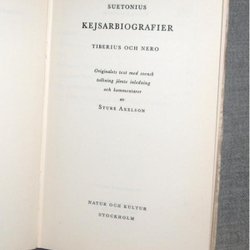 SUETONIUS
KEJSARBIOGRAFIER
TIBERIUS OCH NERO
Originalets text med svensk
tolkning jämte inledning
och kommentarer
av
STURE AXELSON
NATUR OCH KULTUR
STOCKHOLM